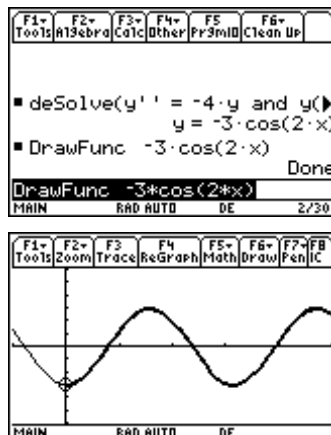 F1▾ F2▾ F3▾ F4▾ F5 F6▾
Tools Algebra Calc Other PrgmIO Clean Up
▪ deSolve(y'' = -4·y and y(▶
y = -3·cos(2·x)
▪ DrawFunc -3·cos(2·x)
Done
DrawFunc -3*cos(2*x)
MAIN RAD AUTO DE 2/30
F1▾ F2▾ F3 F4 F5▾ F6▾ F7▾ F8
Tools Zoom Trace ReGraph Math Draw Pen IC
MAIN RAD AUTO DE